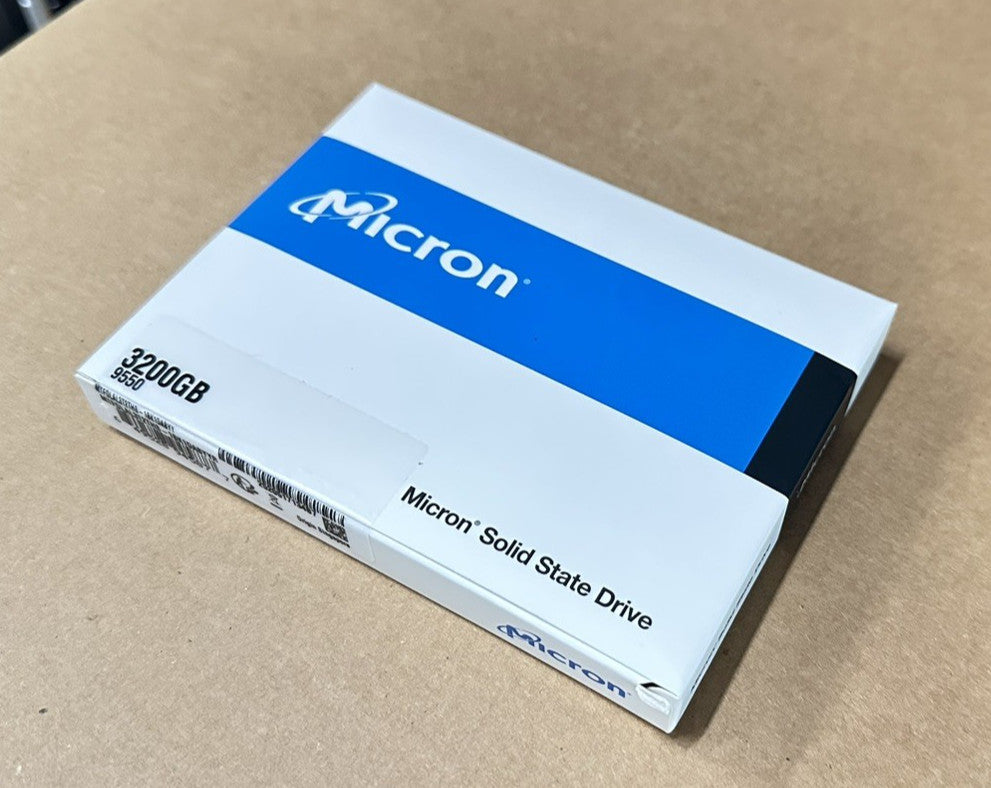 Micron®
3200GB
9550
Micron® Solid State Drive
Micron